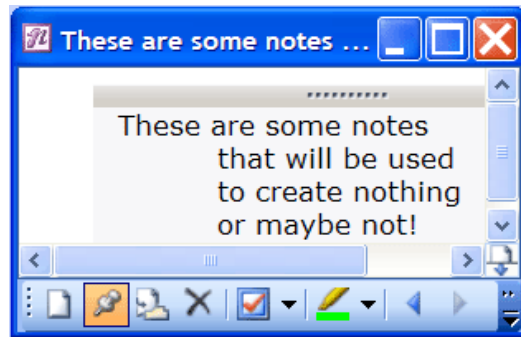 These are some notes ...
These are some notes
that will be used
to create nothing
or maybe not!